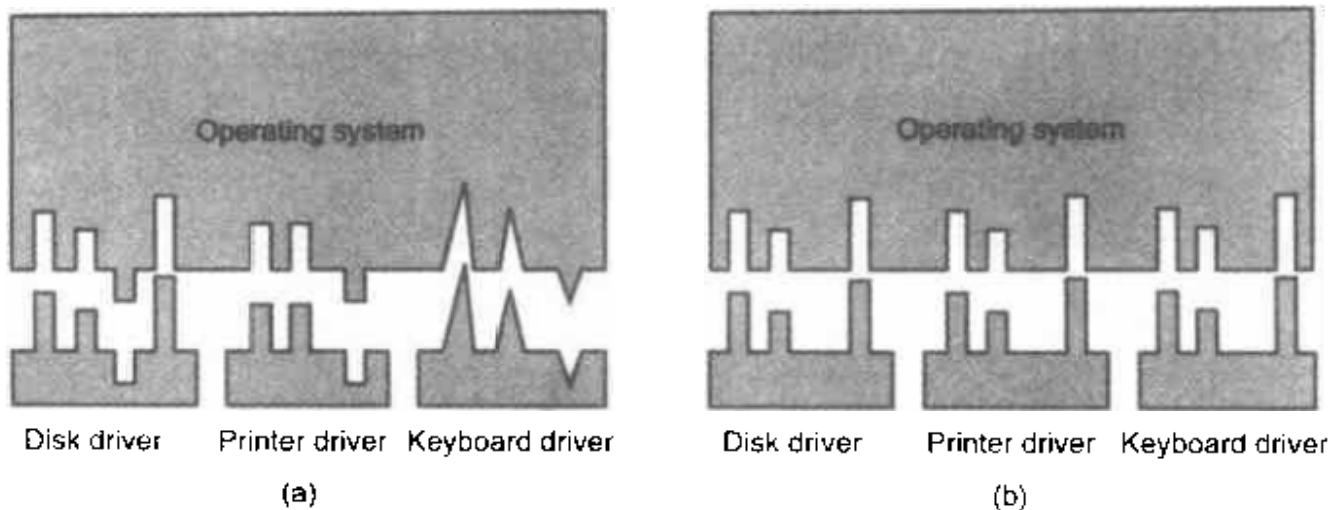 Operating system
Operating system
Disk driver Printer driver Keyboard driver
Disk driver Printer driver Keyboard driver
(a)
(b)